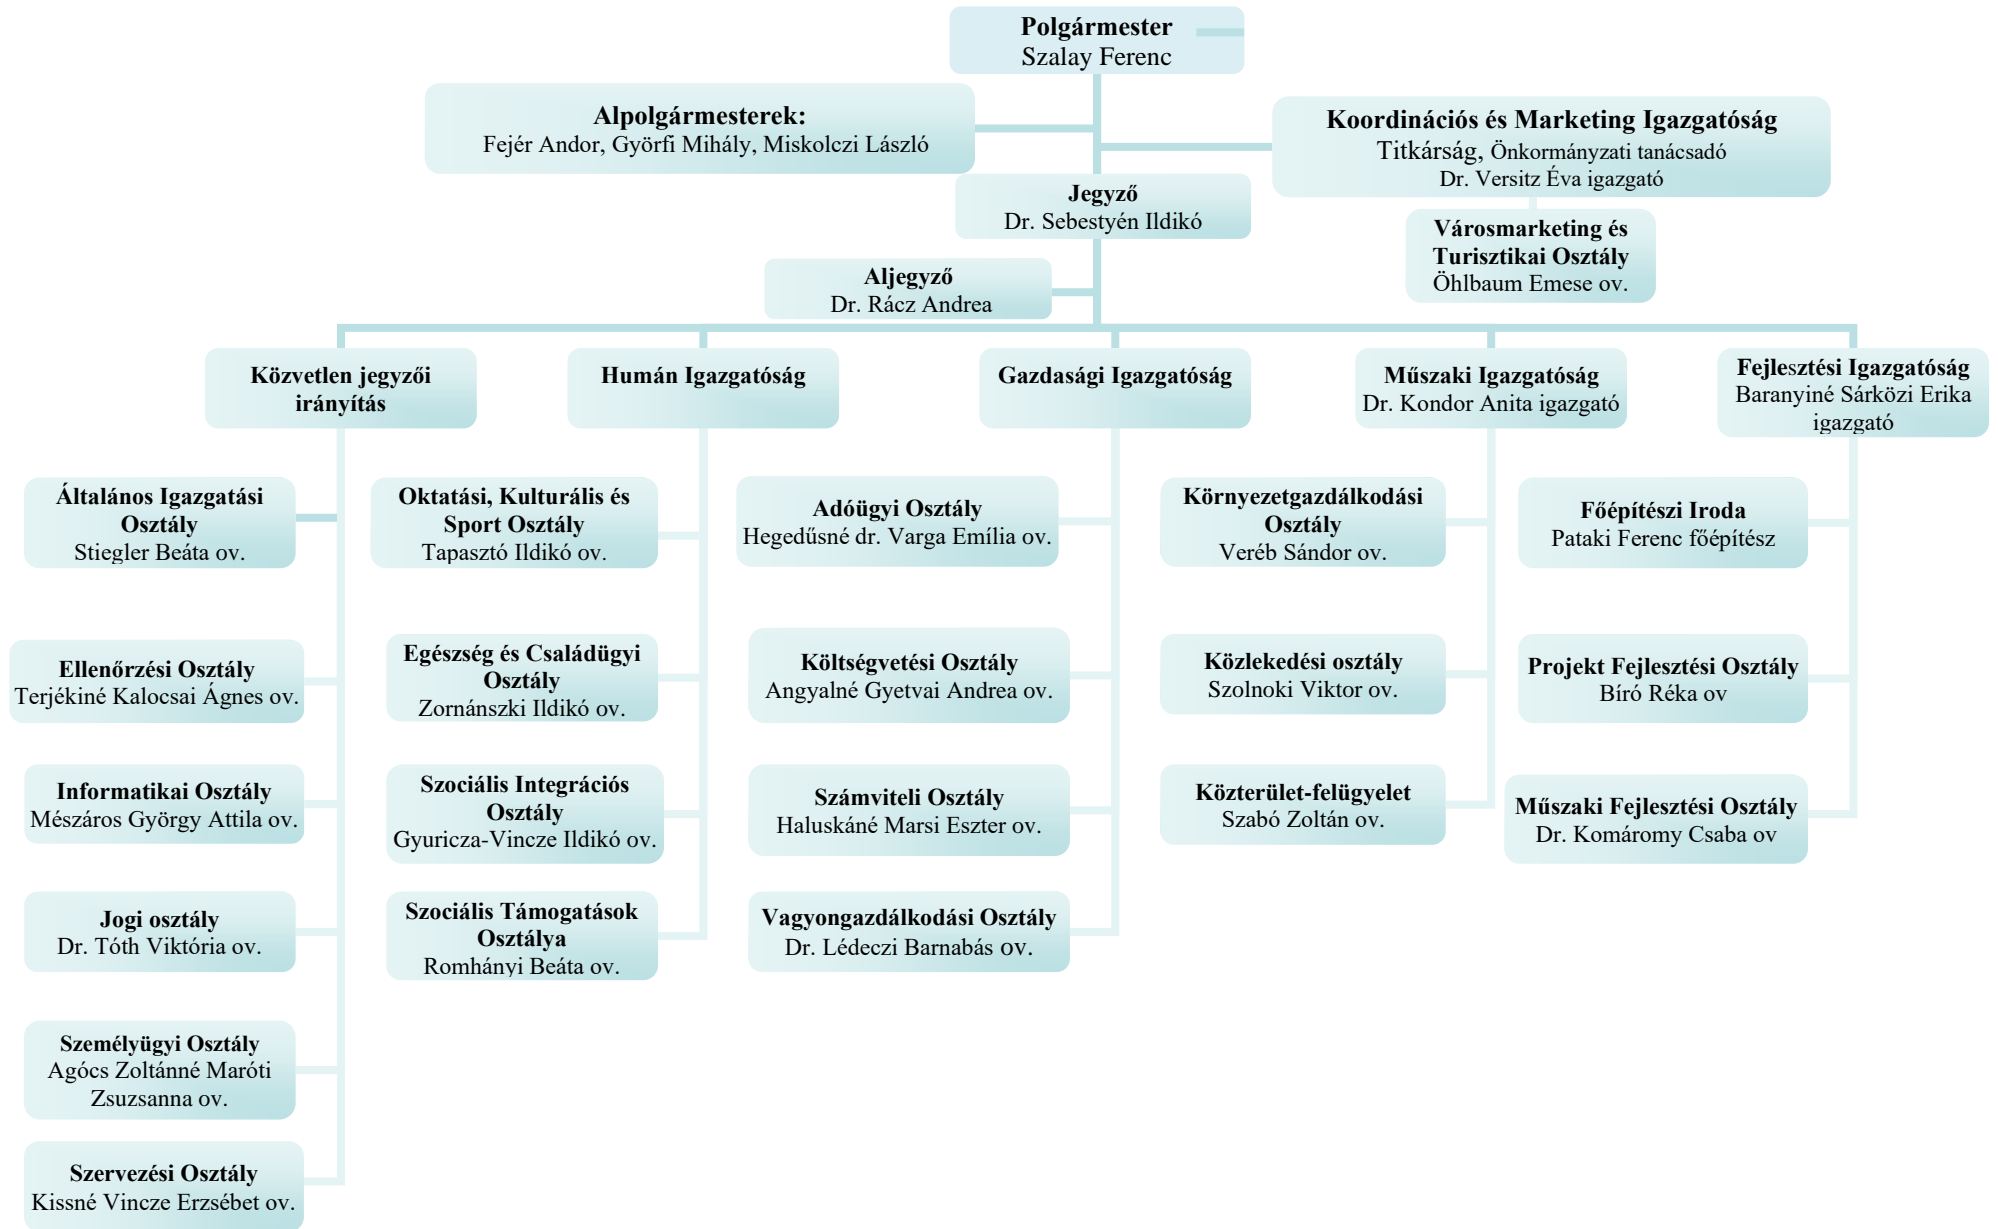 Polgármester
Szalay Ferenc
Alpolgármesterek:
Fejér Andor, Györfi Mihály, Miskolczi László
Koordinációs és Marketing Igazgatóság
Titkárság, Önkormányzati tanácsadó
Dr. Versitz Éva igazgató
Jegyző
Dr. Sebestyén Ildikó
Városmarketing és
Turisztikai Osztály
Öhlbaum Emese ov.
Aljegyző
Dr. Rácz Andrea
Közvetlen jegyzői
irányítás
Humán Igazgatóság
Gazdasági Igazgatóság
Műszaki Igazgatóság
Dr. Kondor Anita igazgató
Fejlesztési Igazgatóság
Baranyiné Sárközi Erika
igazgató
Általános Igazgatási
Osztály
Stiegler Beáta ov.
Oktatási, Kulturális és
Sport Osztály
Tapasztó Ildikó ov.
Adóügyi Osztály
Hegedűsné dr. Varga Emília ov.
Környezetgazdálkodási
Osztály
Veréb Sándor ov.
Főépítészi Iroda
Pataki Ferenc főépítész
Ellenőrzési Osztály
Terjékiné Kalocsai Ágnes ov.
Egészség és Családügyi
Osztály
Zornánszki Ildikó ov.
Költségvetési Osztály
Angyalné Gyetvai Andrea ov.
Közlekedési osztály
Szolnoki Viktor ov.
Projekt Fejlesztési Osztály
Bíró Réka ov
Informatikai Osztály
Mészáros György Attila ov.
Szociális Integrációs
Osztály
Gyuricza-Vincze Ildikó ov.
Számviteli Osztály
Haluskáné Marsi Eszter ov.
Közterület-felügyelet
Szabó Zoltán ov.
Műszaki Fejlesztési Osztály
Dr. Komáromy Csaba ov
Jogi osztály
Dr. Tóth Viktória ov.
Szociális Támogatások
Osztálya
Romhányi Beáta ov.
Vagyongazdálkodási Osztály
Dr. Lédeczi Barnabás ov.
Személyügyi Osztály
Agócs Zoltánné Maróti
Zsuzsanna ov.
Szervezési Osztály
Kissné Vincze Erzsébet ov.